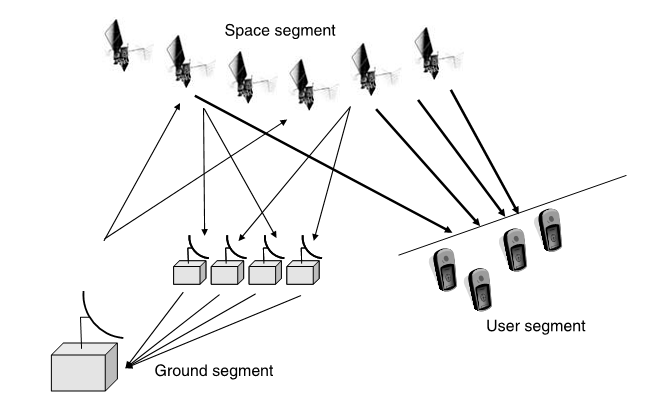 Space segment
User segment
Ground segment